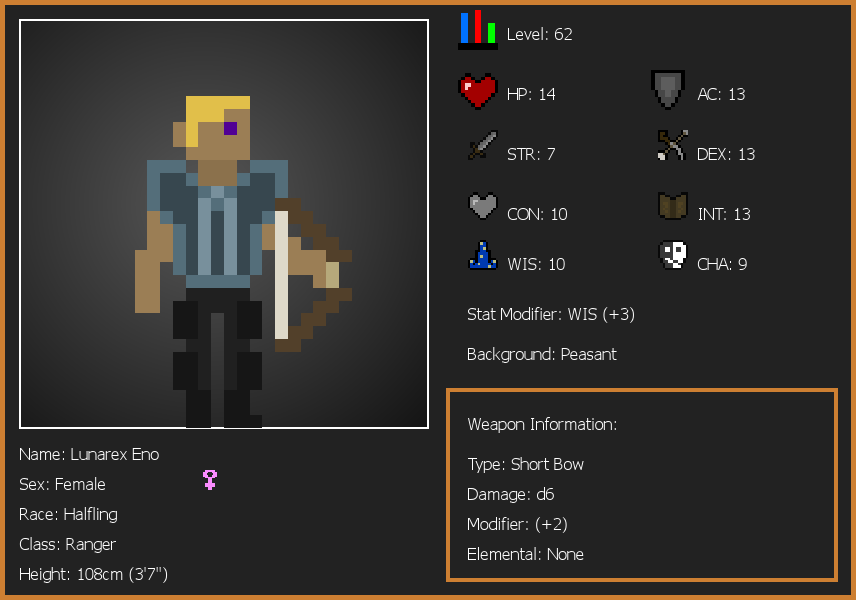 Level: 62
HP: 14
AC: 13
STR: 7
DEX: 13
CON: 10
INT: 13
WIS: 10
CHA: 9
Stat Modifier: WIS (+3)
Background: Peasant
Weapon Information:
Type: Short Bow
Damage: d6
Modifier: (+2)
Elemental: None
Name: Lunarex Eno
Sex: Female
Race: Halfling
Class: Ranger
Height: 108cm (3'7")